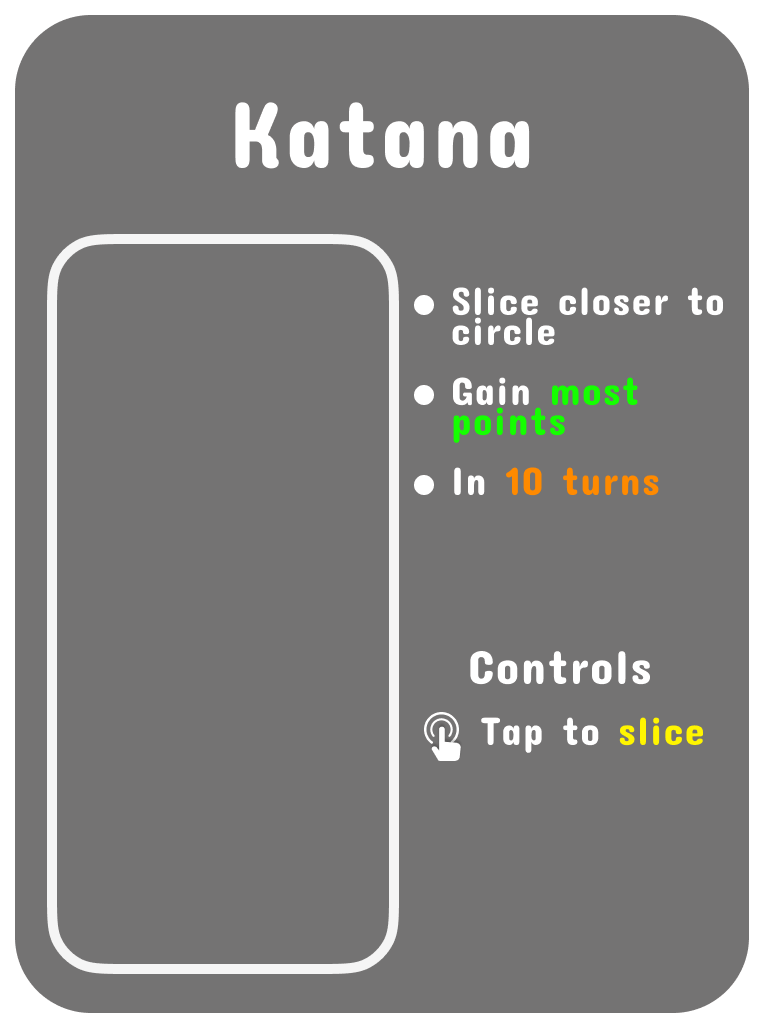 Katana
Slice closer to
circle
Gain most
points
In 10 turns
Controls
Tap to slice